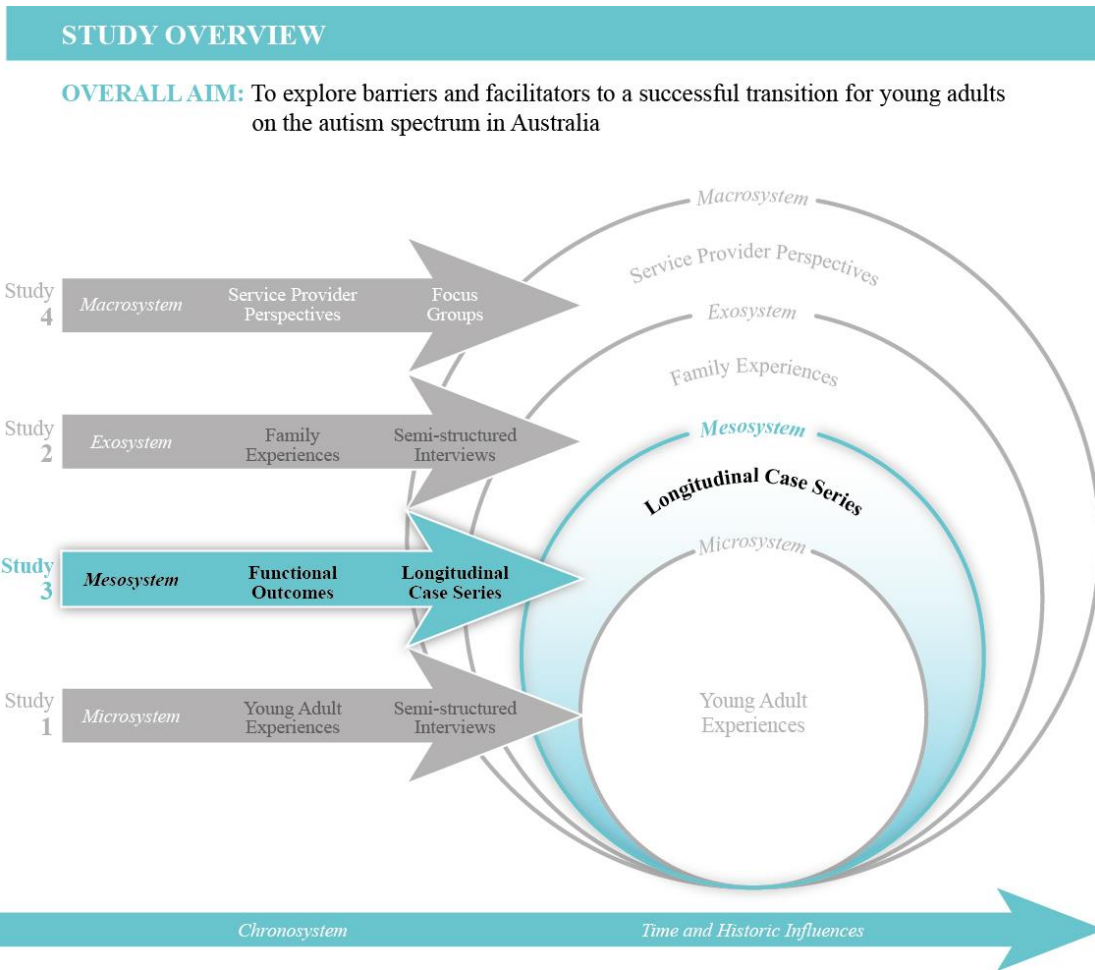 STUDY OVERVIEW
OVERALL AIM: To explore barriers and facilitators to a successful transition for young adults
on the autism spectrum in Australia
Macrosystem
Service Provider Perspectives
Exosystem
Family Experiences
Mesosystem
Longitudinal Case Series
Microsystem
Young Adult
Experiences
Study
4
Macrosystem
Service Provider
Perspectives
Focus
Groups
Study
2
Exosystem
Family
Experiences
Semi-structured
Interviews
Study
3
Mesosystem
Functional
Outcomes
Longitudinal
Case Series
Study
1
Microsystem
Young Adult
Experiences
Semi-structured
Interviews
Chronosystem
Time and Historic Influences